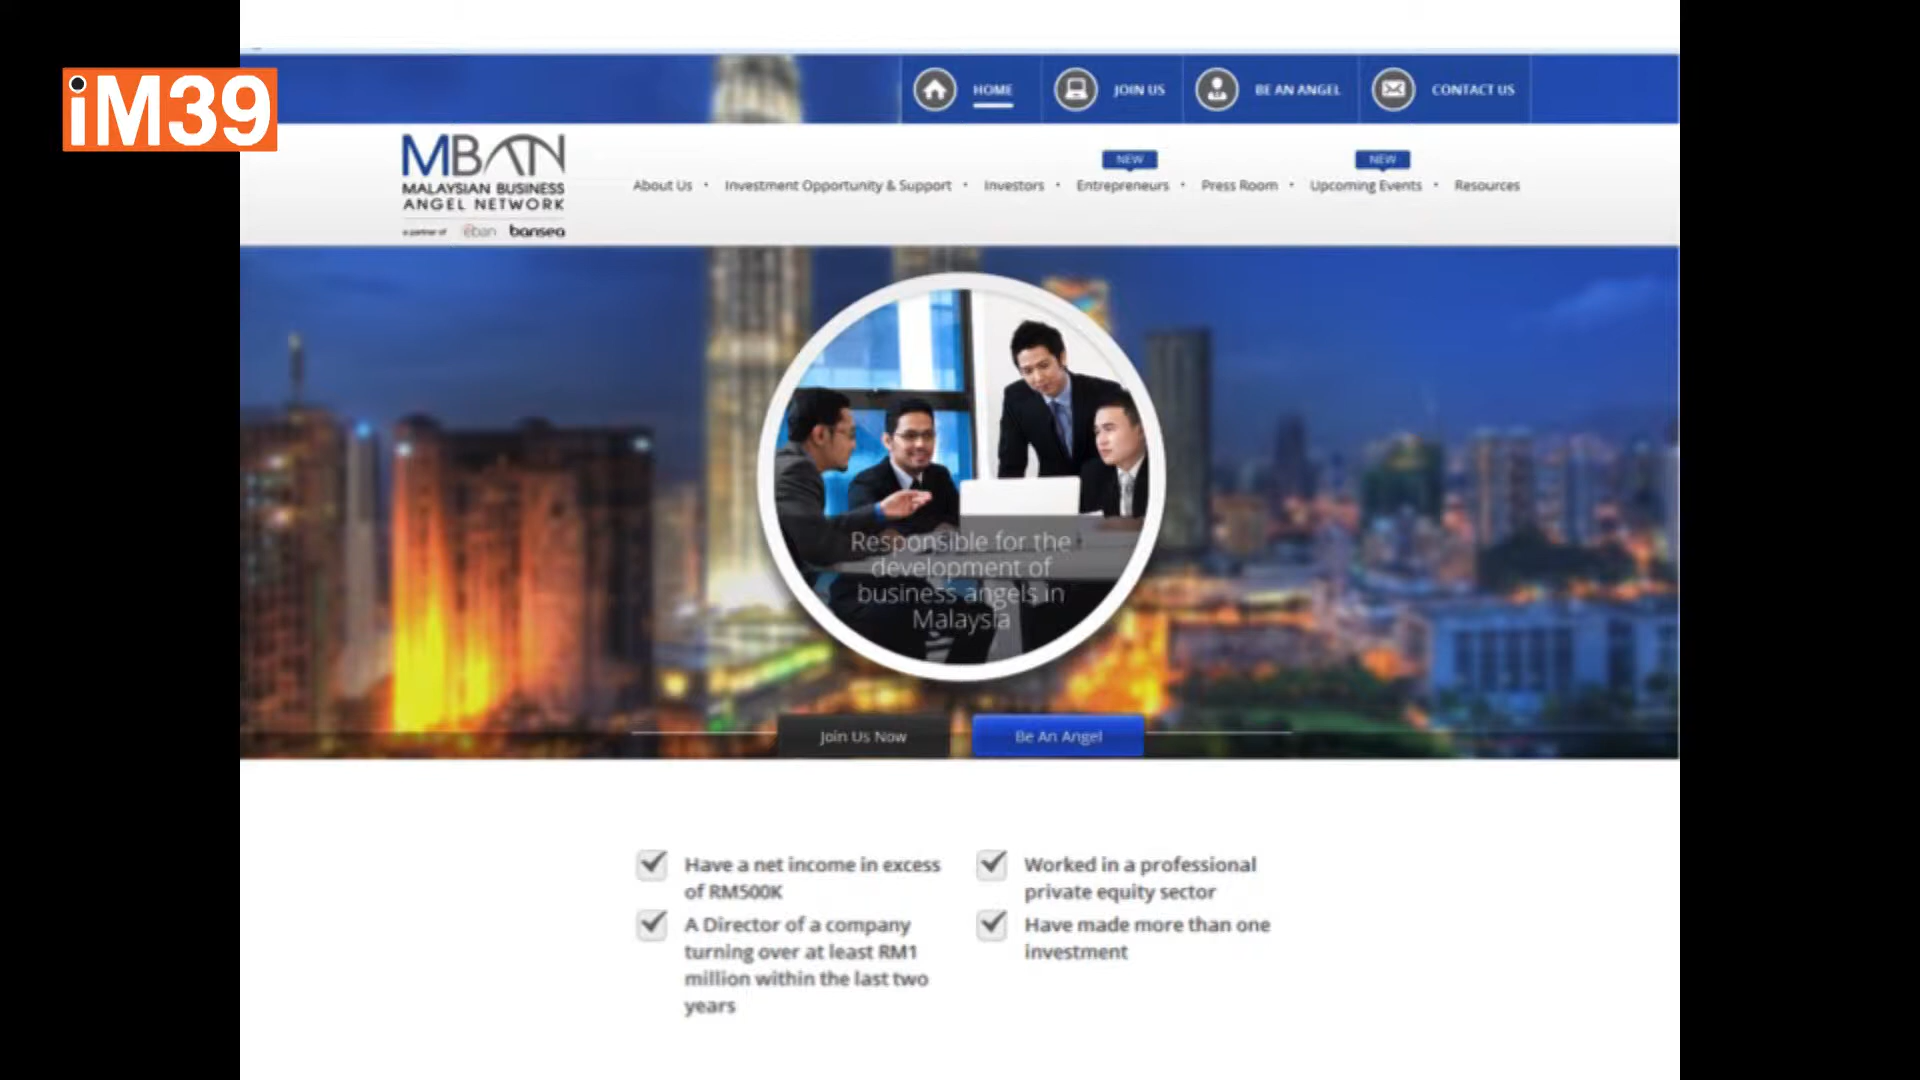 iM39
HOME
JOIN US
BE AN ANGEL
CONTACT US
MBAN
MALAYSIAN BUSINESS
ANGEL NETWORK
a partner of eban bansea
NEW
NEW
About Us • Investment Opportunity & Support • Investors • Entrepreneurs • Press Room • Upcoming Events • Resources
Responsible for the
development of
business angels in
Malaysia
Join Us Now
Be An Angel
Have a net income in excess
of RM500K
A Director of a company
turning over at least RM1
million within the last two
years
Worked in a professional
private equity sector
Have made more than one
investment